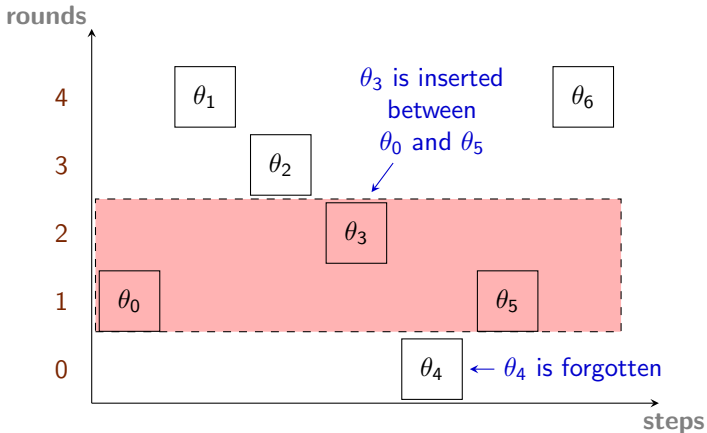 rounds
4
θ₁
θ₃ is inserted
between
θ₀ and θ₅
θ₆
3
θ₂
2
θ₃
1
θ₀
θ₅
0
θ₄
← θ₄ is forgotten
steps